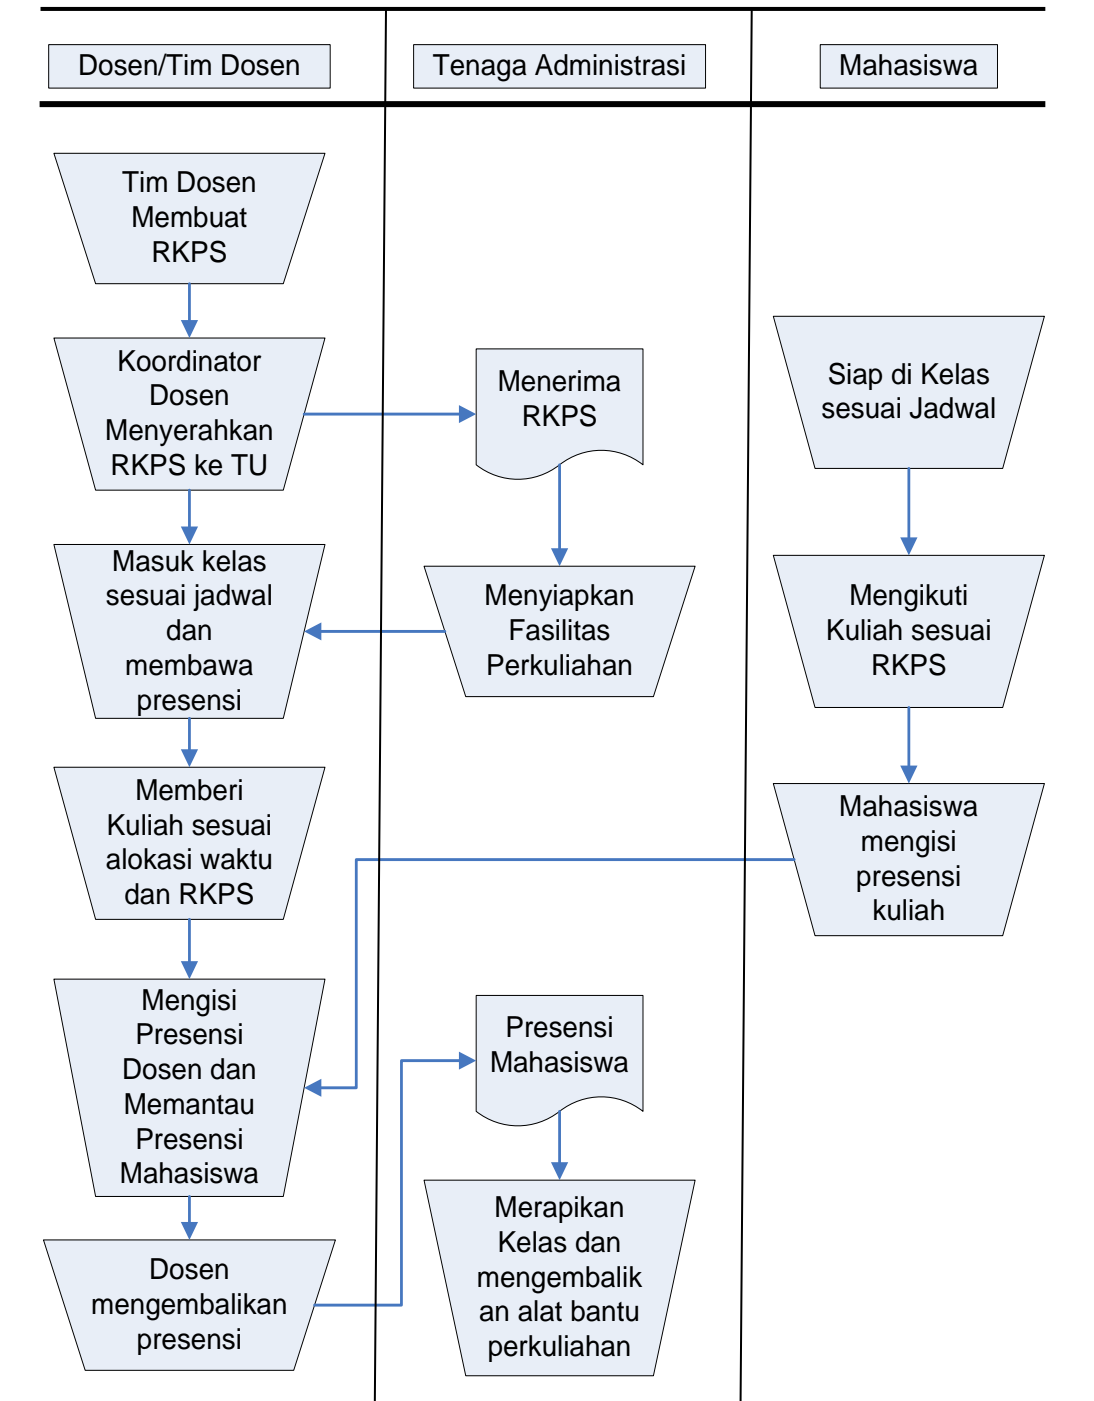 Dosen/Tim Dosen
Tenaga Administrasi
Mahasiswa
Tim Dosen
Membuat
RKPS
Koordinator
Dosen
Menyerahkan
RKPS ke TU
Menerima
RKPS
Siap di Kelas
sesuai Jadwal
Masuk kelas
sesuai jadwal
dan
membawa
presensi
Menyiapkan
Fasilitas
Perkuliahan
Mengikuti
Kuliah sesuai
RKPS
Memberi
Kuliah sesuai
alokasi waktu
dan RKPS
Mahasiswa
mengisi
presensi
kuliah
Mengisi
Presensi
Dosen dan
Memantau
Presensi
Mahasiswa
Presensi
Mahasiswa
Dosen
mengembalikan
presensi
Merapikan
Kelas dan
mengembalik
an alat bantu
perkuliahan